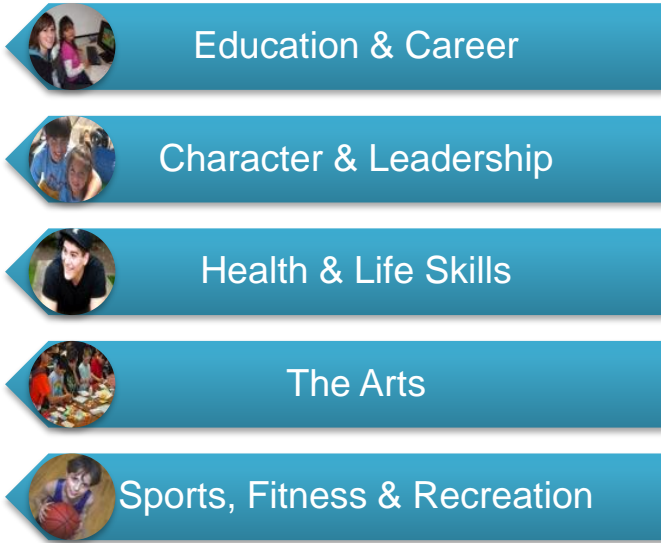 Education & Career
Character & Leadership
Health & Life Skills
The Arts
Sports, Fitness & Recreation